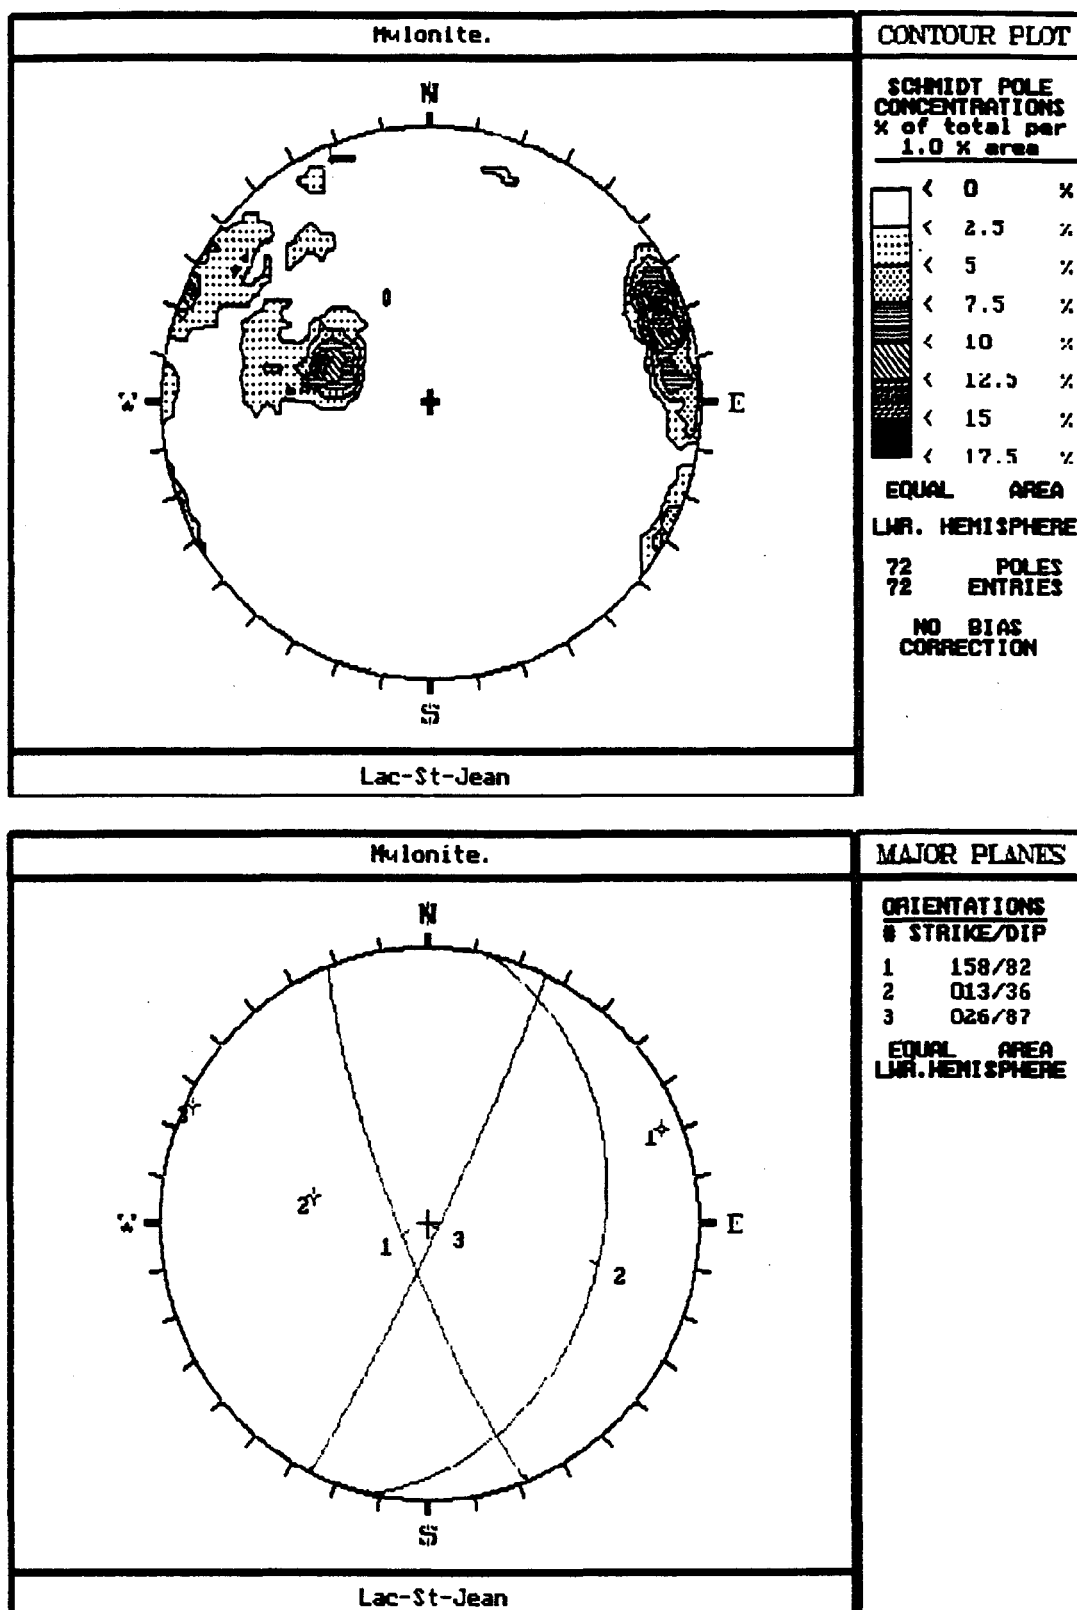 Mylonite.
CONTOUR PLOT
SCHMIDT POLE
CONCENTRATIONS
% of total per
1.0 % area
< 0 %
< 2.5 %
< 5 %
< 7.5 %
< 10 %
< 12.5 %
< 15 %
< 17.5 %
EQUAL AREA
LWR. HEMISPHERE
72 POLES
72 ENTRIES
NO BIAS
CORRECTION
N
W
E
S
Lac-St-Jean
Mylonite.
MAJOR PLANES
ORIENTATIONS
# STRIKE/DIP
1 158/82
2 013/36
3 026/87
EQUAL AREA
LWR.HEMISPHERE
N
3
1
2
W
1
3
E
2
S
Lac-St-Jean